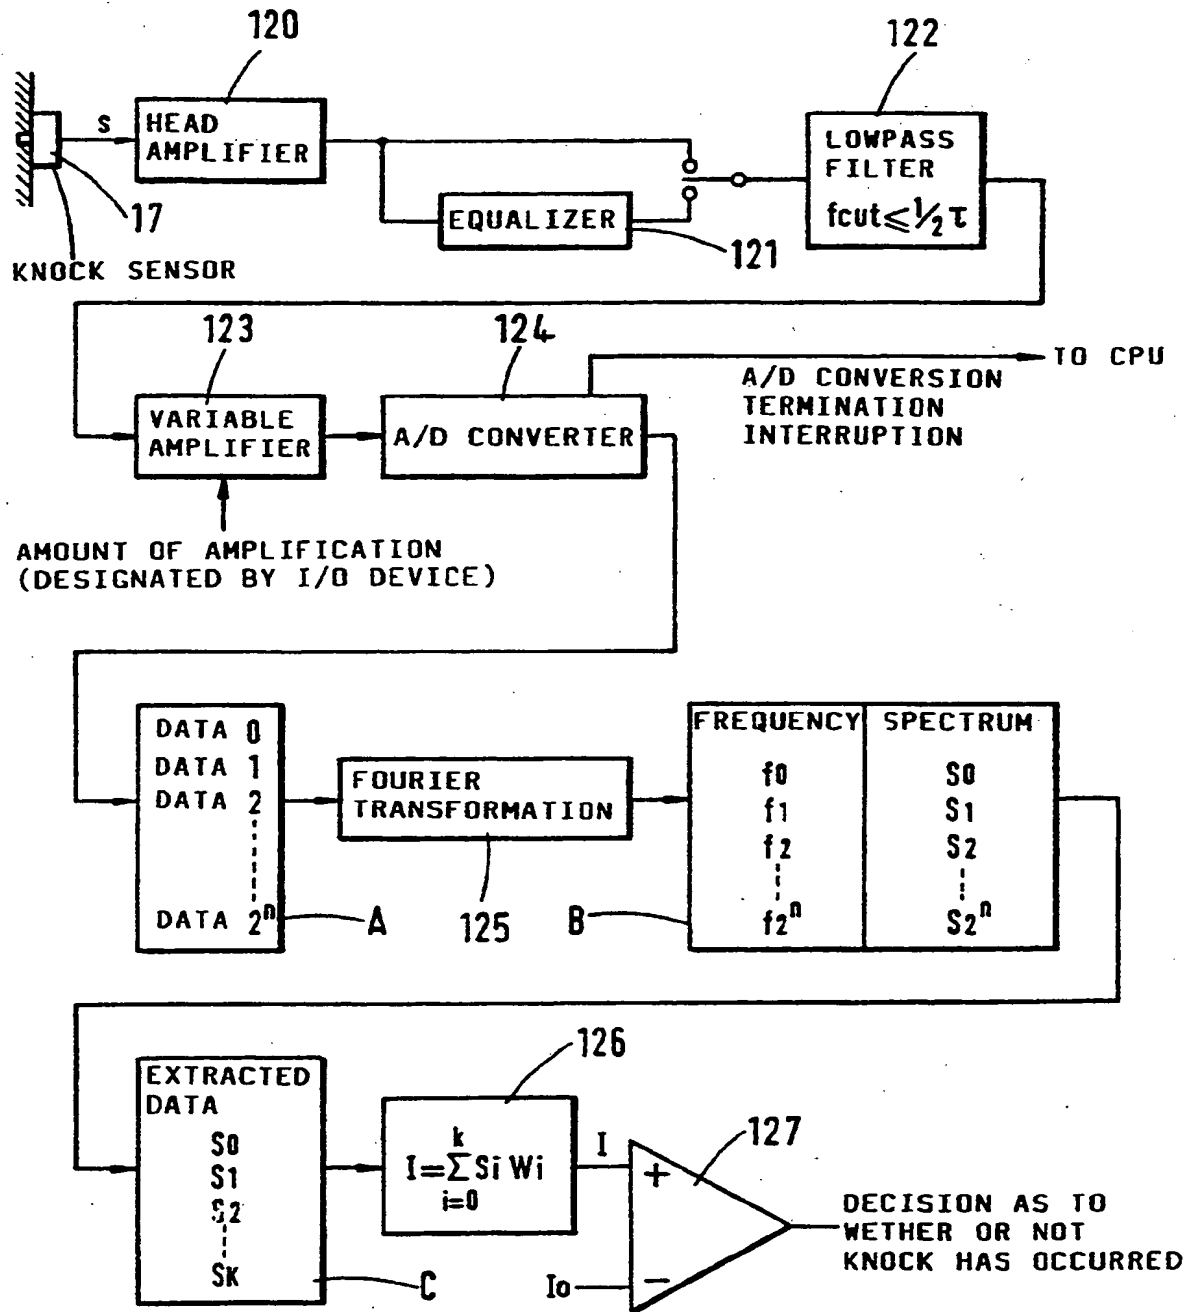 120
122
S
HEAD
AMPLIFIER
LOWPASS
FILTER
fcut≤1/2 τ
17
EQUALIZER
121
KNOCK SENSOR
123
124
TO CPU
A/D CONVERSION
TERMINATION
INTERRUPTION
VARIABLE
AMPLIFIER
A/D CONVERTER
AMOUNT OF AMPLIFICATION
(DESIGNATED BY I/O DEVICE)
DATA 0
DATA 1
DATA 2
DATA 2ⁿ
A
FOURIER
TRANSFORMATION
125
B
FREQUENCY SPECTRUM
f0 S0
f1 S1
f2 S2
f2ⁿ S2ⁿ
EXTRACTED
DATA
S0
S1
S2
SK
C
126
k
I=∑ Si Wi
i=0
I
127
+
−
Io
DECISION AS TO
WETHER OR NOT
KNOCK HAS OCCURRED